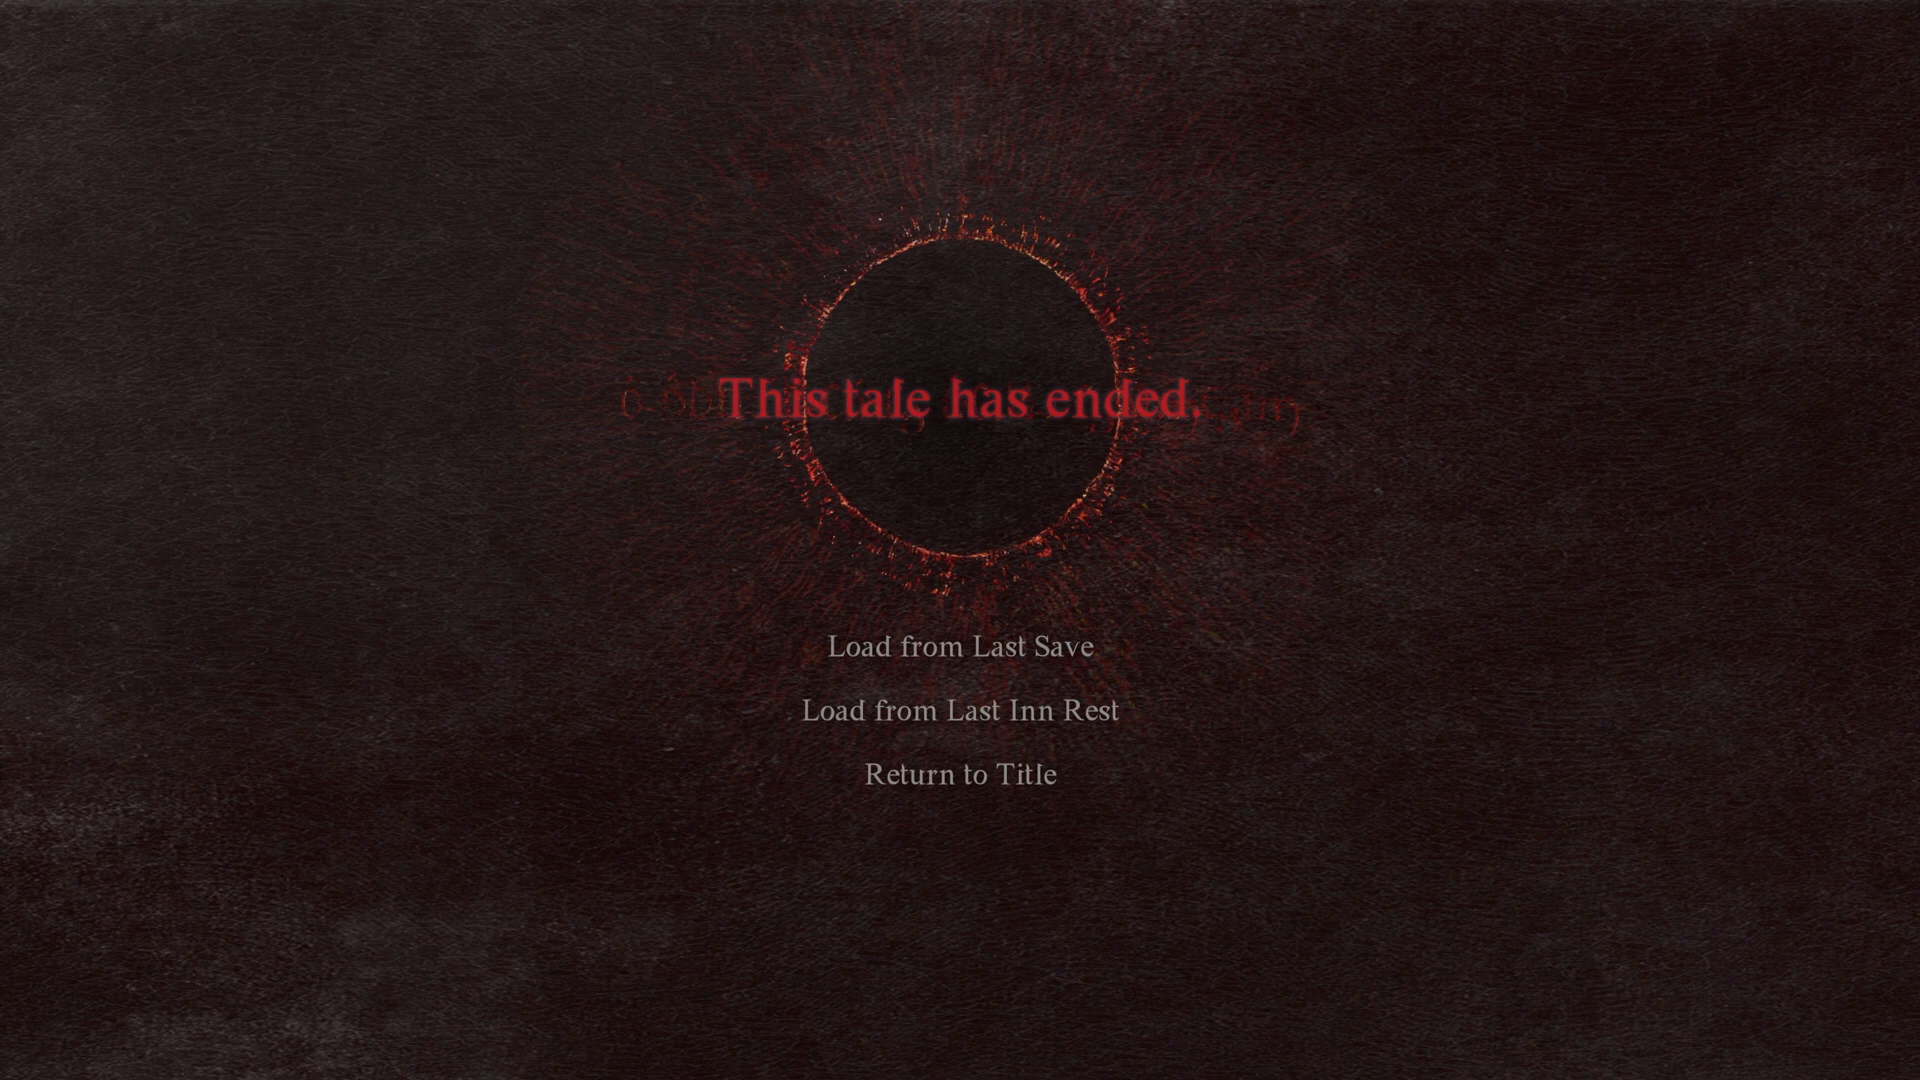 This tale has ended.
Load from Last Save
Load from Last Inn Rest
Return to Title